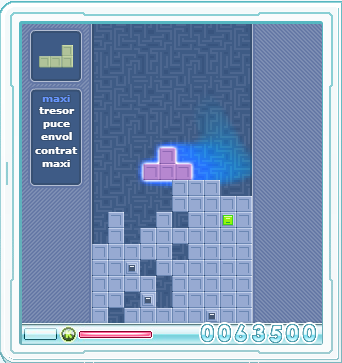 maxi
tresor
puce
envol
contrat
maxi
0063500